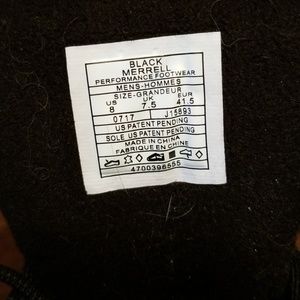 BLACK
MERRELL
PERFORMANCE FOOTWEAR
MENS-HOMMES
SIZE-GRANDEUR
US UK EUR
8 7.5 41.5
0717 J15893
US PATENT PENDING
SOLE US PATENT PENDING
MADE IN CHINA
FABRIQUE EN CHINE
4700396555